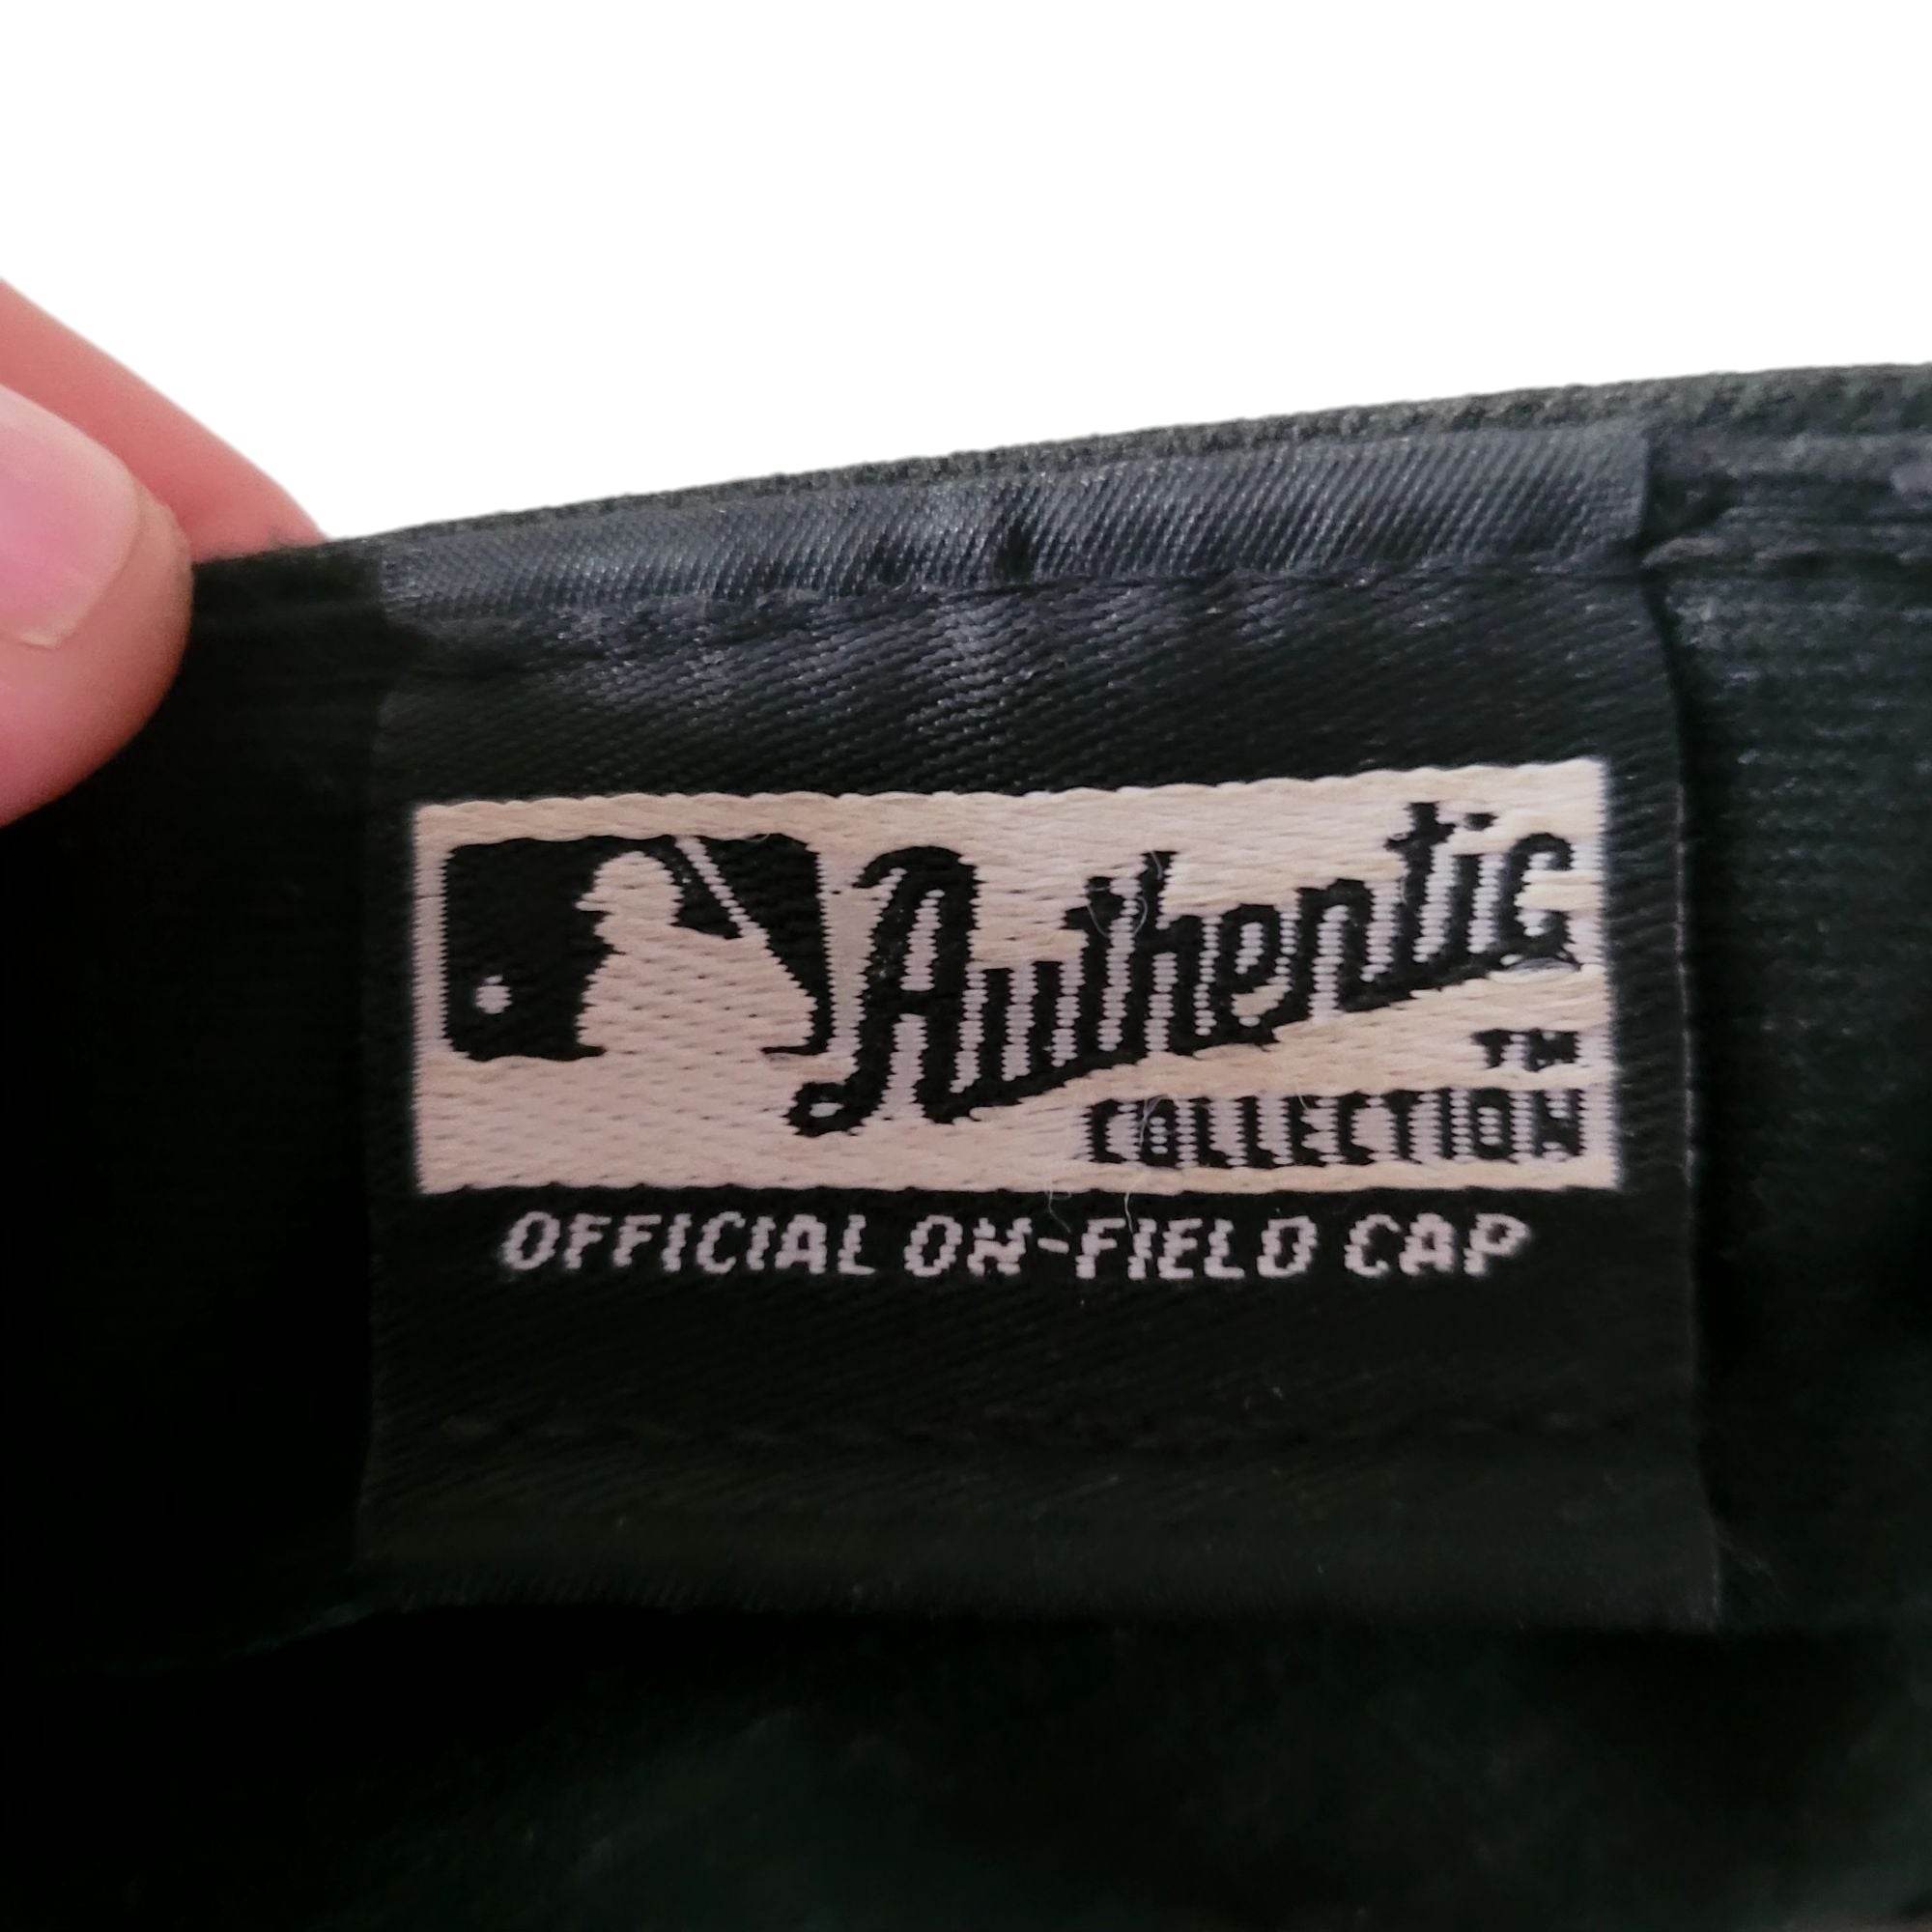 Authentic
TM
COLLECTION
OFFICIAL ON-FIELD CAP